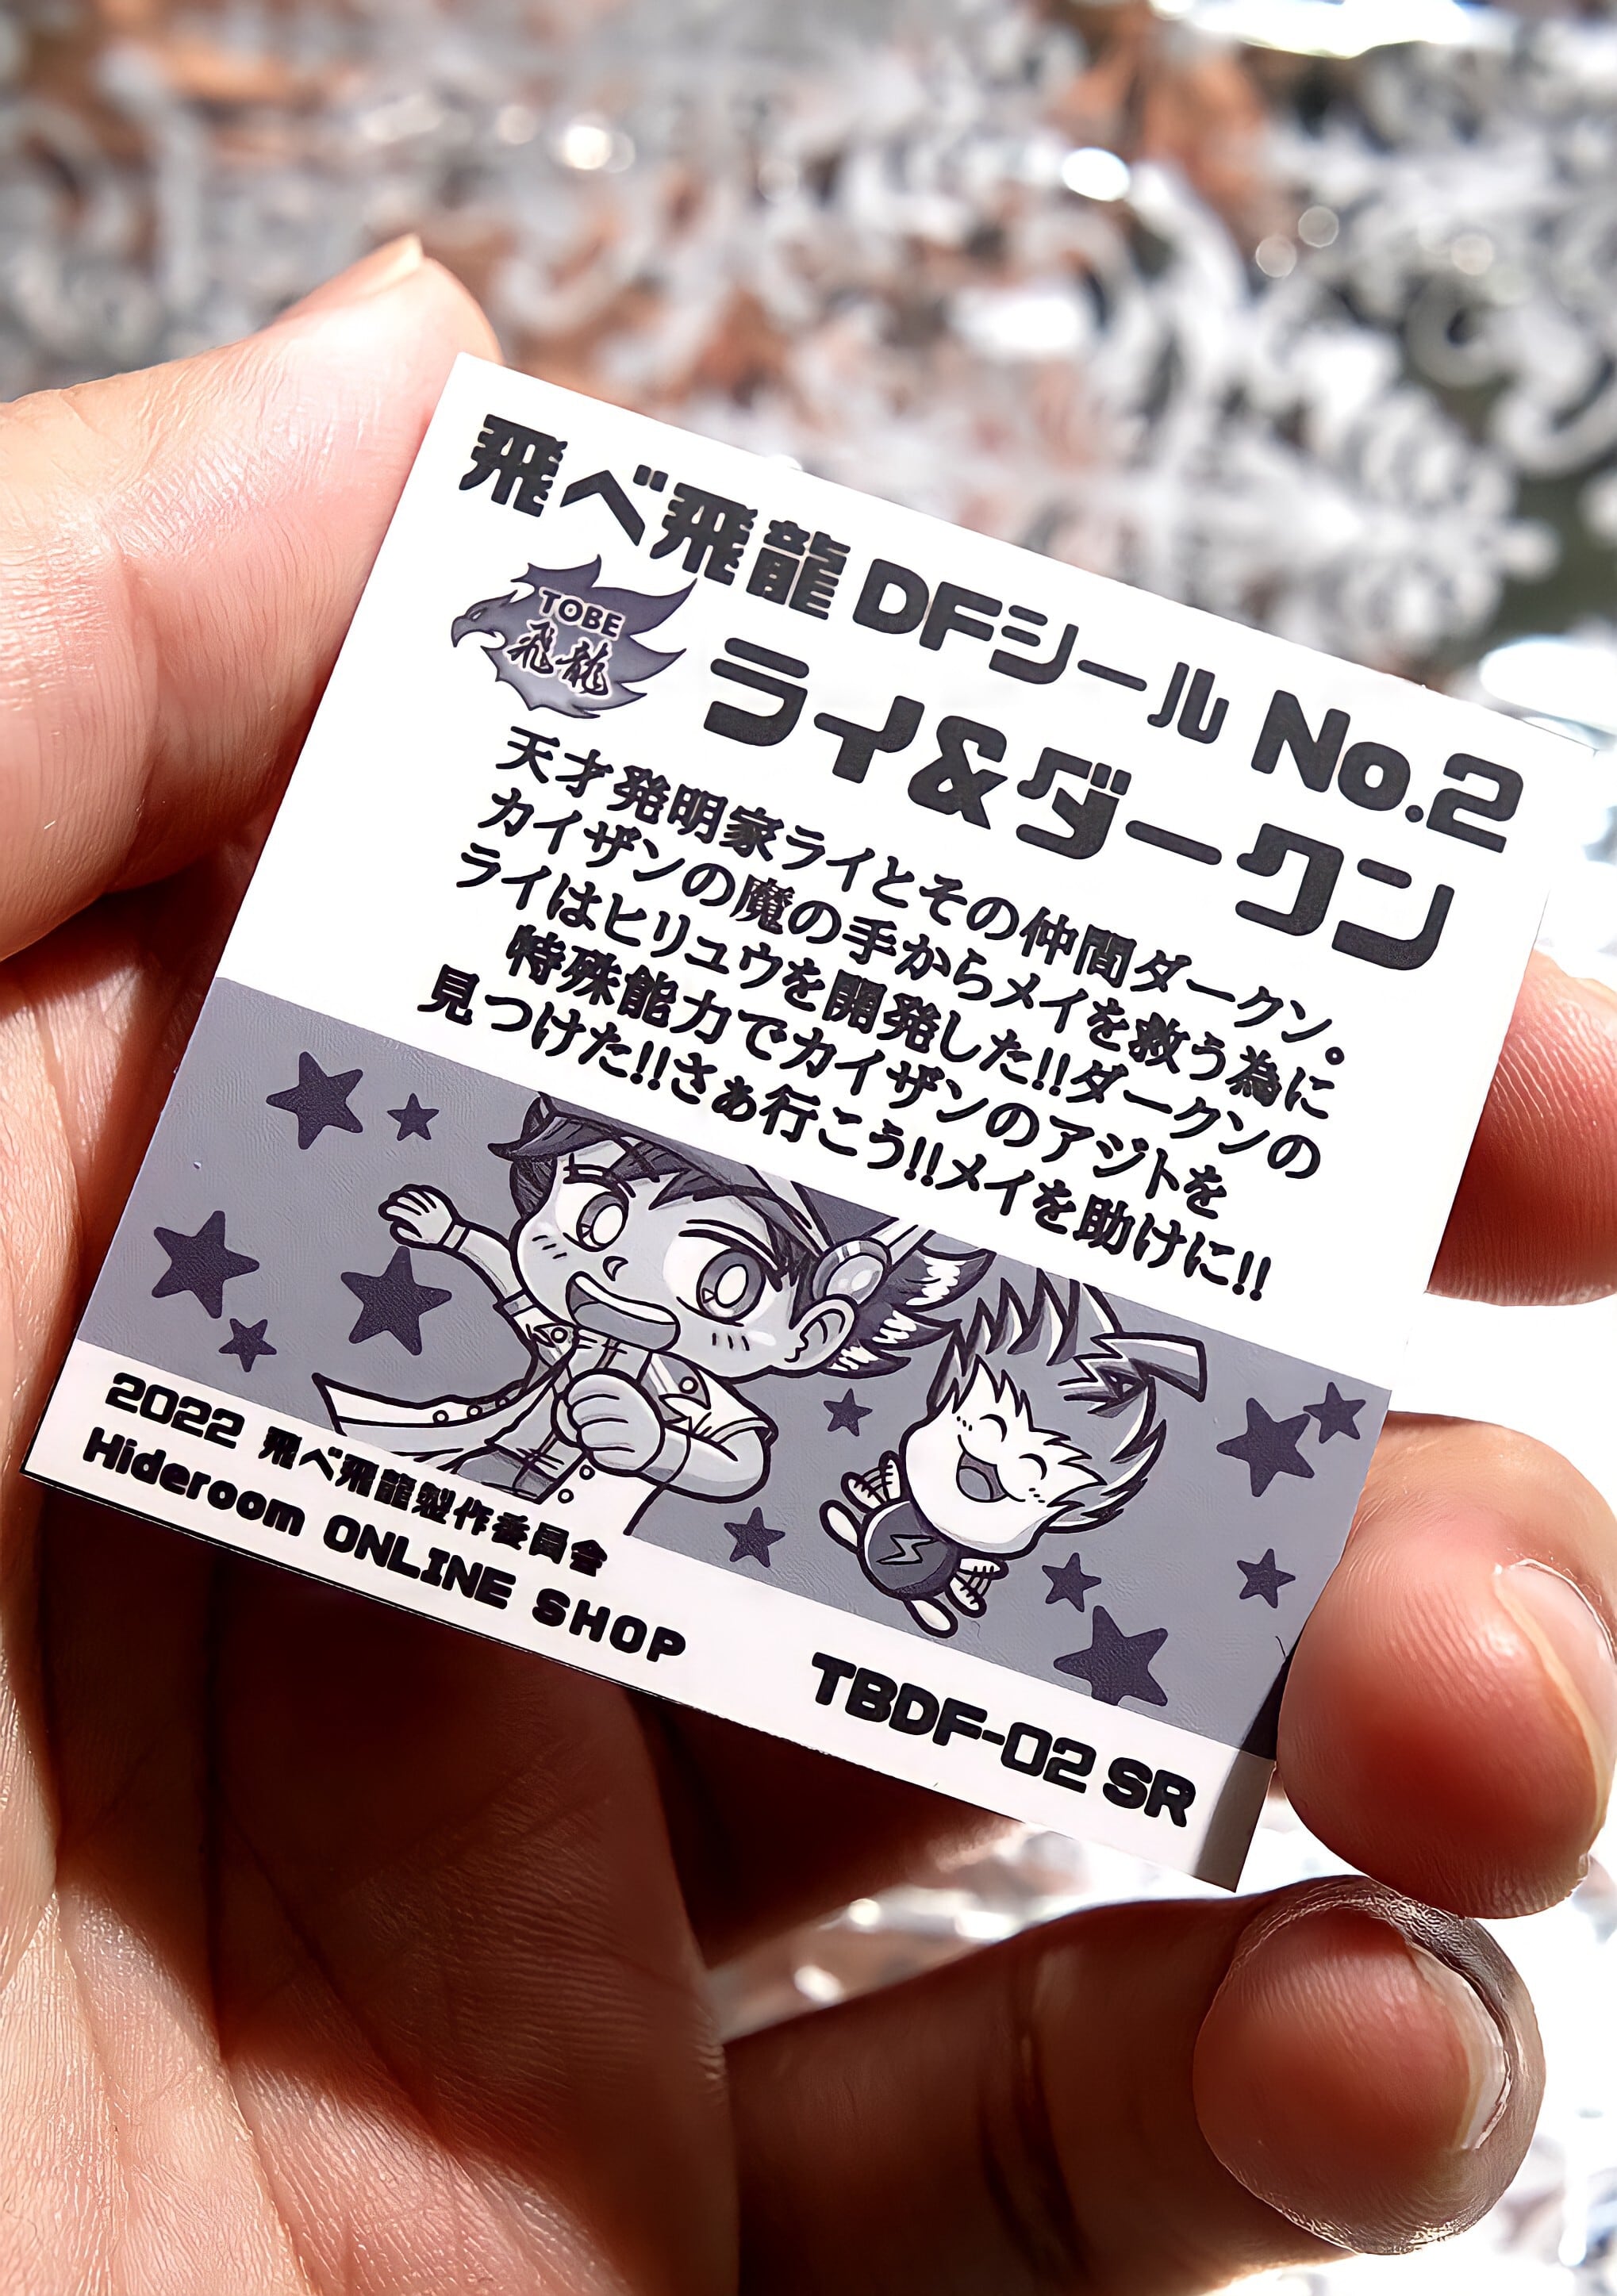 飛べ飛龍 DFシール No.2
TOBE
飛龍
ライ&ダークン
天才発明家ライとその仲間ダークン。
カイザンの魔の手からメイを救う為に
ライはヒリュウを開発した!!ダークンの
特殊能力でカイザンのアジトを
見つけた!!さぁ行こう!!メイを助けに!!
2022 飛べ飛龍製作委員会
Hideroom ONLINE SHOP
TBDF-02 SR